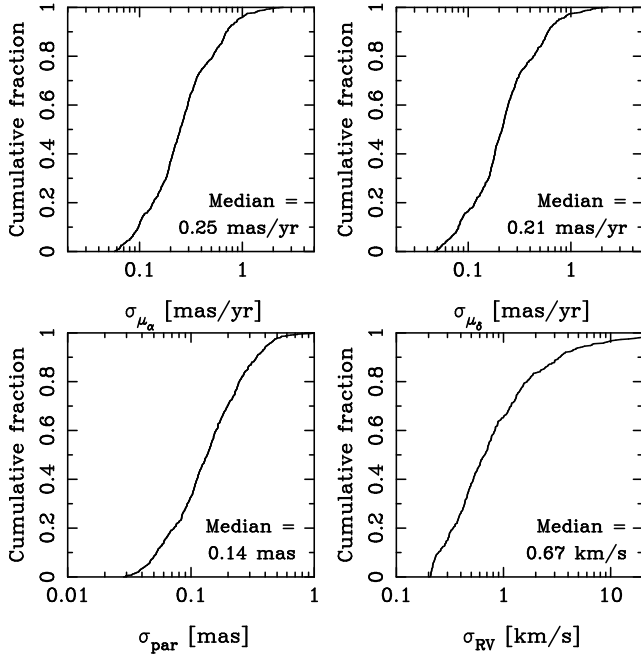 Cumulative fraction
0 0.2 0.4 0.6 0.8 1
Median =
0.25 mas/yr
0.1 1
σ_μα [mas/yr]
Cumulative fraction
0 0.2 0.4 0.6 0.8 1
Median =
0.21 mas/yr
0.1 1
σ_μδ [mas/yr]
Cumulative fraction
0 0.2 0.4 0.6 0.8 1
Median =
0.14 mas
0.01 0.1 1
σ_par [mas]
Cumulative fraction
0 0.2 0.4 0.6 0.8 1
Median =
0.67 km/s
0.1 1 10
σ_RV [km/s]